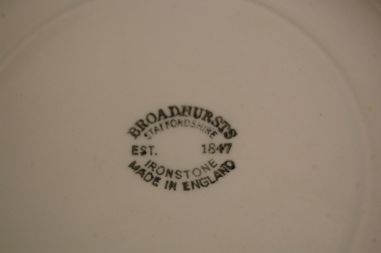 BROADHURSTS
STAFFORDSHIRE
EST. 1847
IRONSTONE
MADE IN ENGLAND